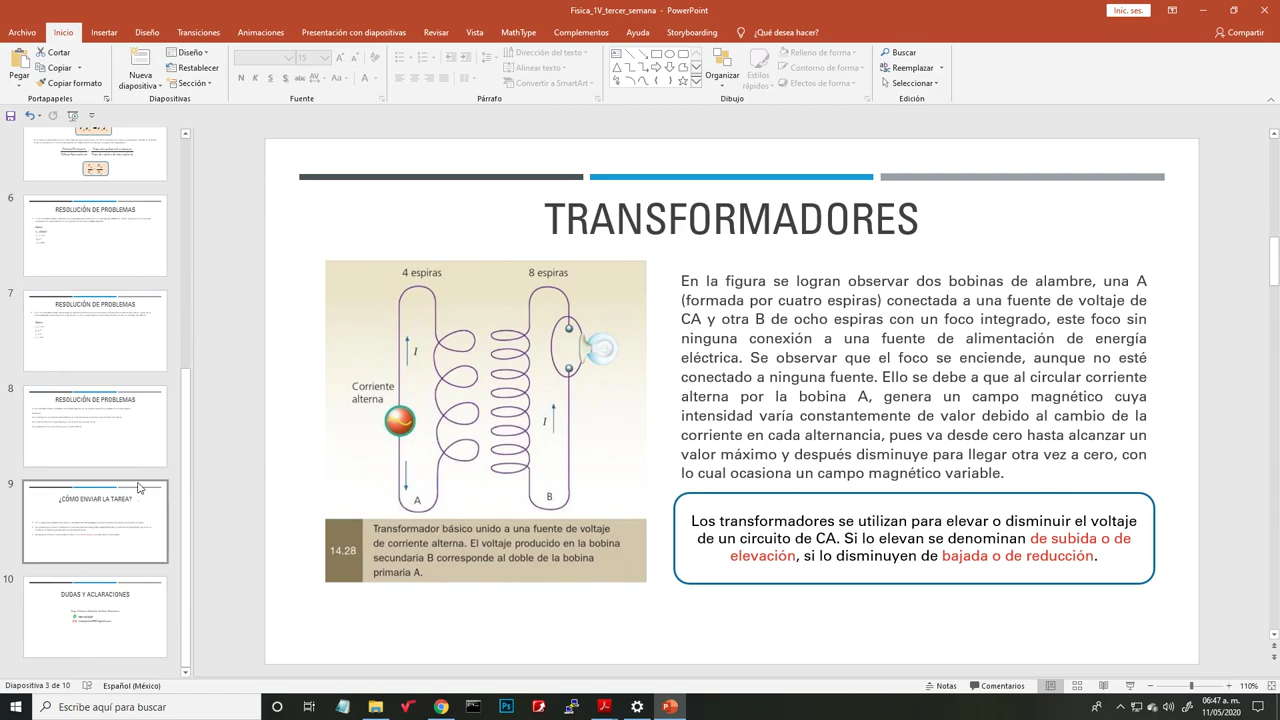 Fisica_1V_tercer_semana - PowerPoint
Inic. ses.
Archivo Inicio Insertar Diseño Transiciones Animaciones Presentación con diapositivas Revisar Vista MathType Complementos Ayuda Storyboarding ¿Qué desea hacer? Compartir
Pegar
Cortar
Copiar
Copiar formato
Portapapeles
Nueva diapositiva
Diseño
Restablecer
Sección
Diapositivas
15
N K S S abc AV Aa A
Fuente
Dirección del texto
Alinear texto
Convertir a SmartArt
Párrafo
Organizar
Estilos rápidos
Relleno de forma
Contorno de forma
Efectos de forma
Dibujo
Buscar
Reemplazar
Seleccionar
Edición
6
RESOLUCIÓN DE PROBLEMAS
7
RESOLUCIÓN DE PROBLEMAS
8
RESOLUCIÓN DE PROBLEMAS
9
¿CÓMO ENVIAR LA TAREA?
10
DUDAS Y ACLARACIONES
TRANSFORMADORES
4 espiras
8 espiras
I
Corriente
alterna
I
A
B
14.28
Transformador básico unido a una fuente de voltaje
de corriente alterna. El voltaje producido en la bobina
secundaria B corresponde al doble de la bobina
primaria A.
En la figura se logran observar dos bobinas de alambre, una A
(formada por cuatro espiras) conectada a una fuente de voltaje de
CA y otra B de ocho espiras con un foco integrado, este foco sin
ninguna conexión a una fuente de alimentación de energía
eléctrica. Se observar que el foco se enciende, aunque no esté
conectado a ninguna fuente. Ello se debe a que al circular corriente
alterna por la bobina A, genera un campo magnético cuya
intensidad varía constantemente de valor debido al cambio de la
corriente en cada alternancia, pues va desde cero hasta alcanzar un
valor máximo y después disminuye para llegar otra vez a cero, con
lo cual ocasiona un campo magnético variable.
Los transformadores se utilizan para elevar o disminuir el voltaje
de un circuito de CA. Si lo elevan se denominan de subida o de
elevación, si lo disminuyen de bajada o de reducción.
Diapositiva 3 de 10 Español (México) Notas Comentarios 110%
Escribe aquí para buscar
06:47 a. m.
11/05/2020